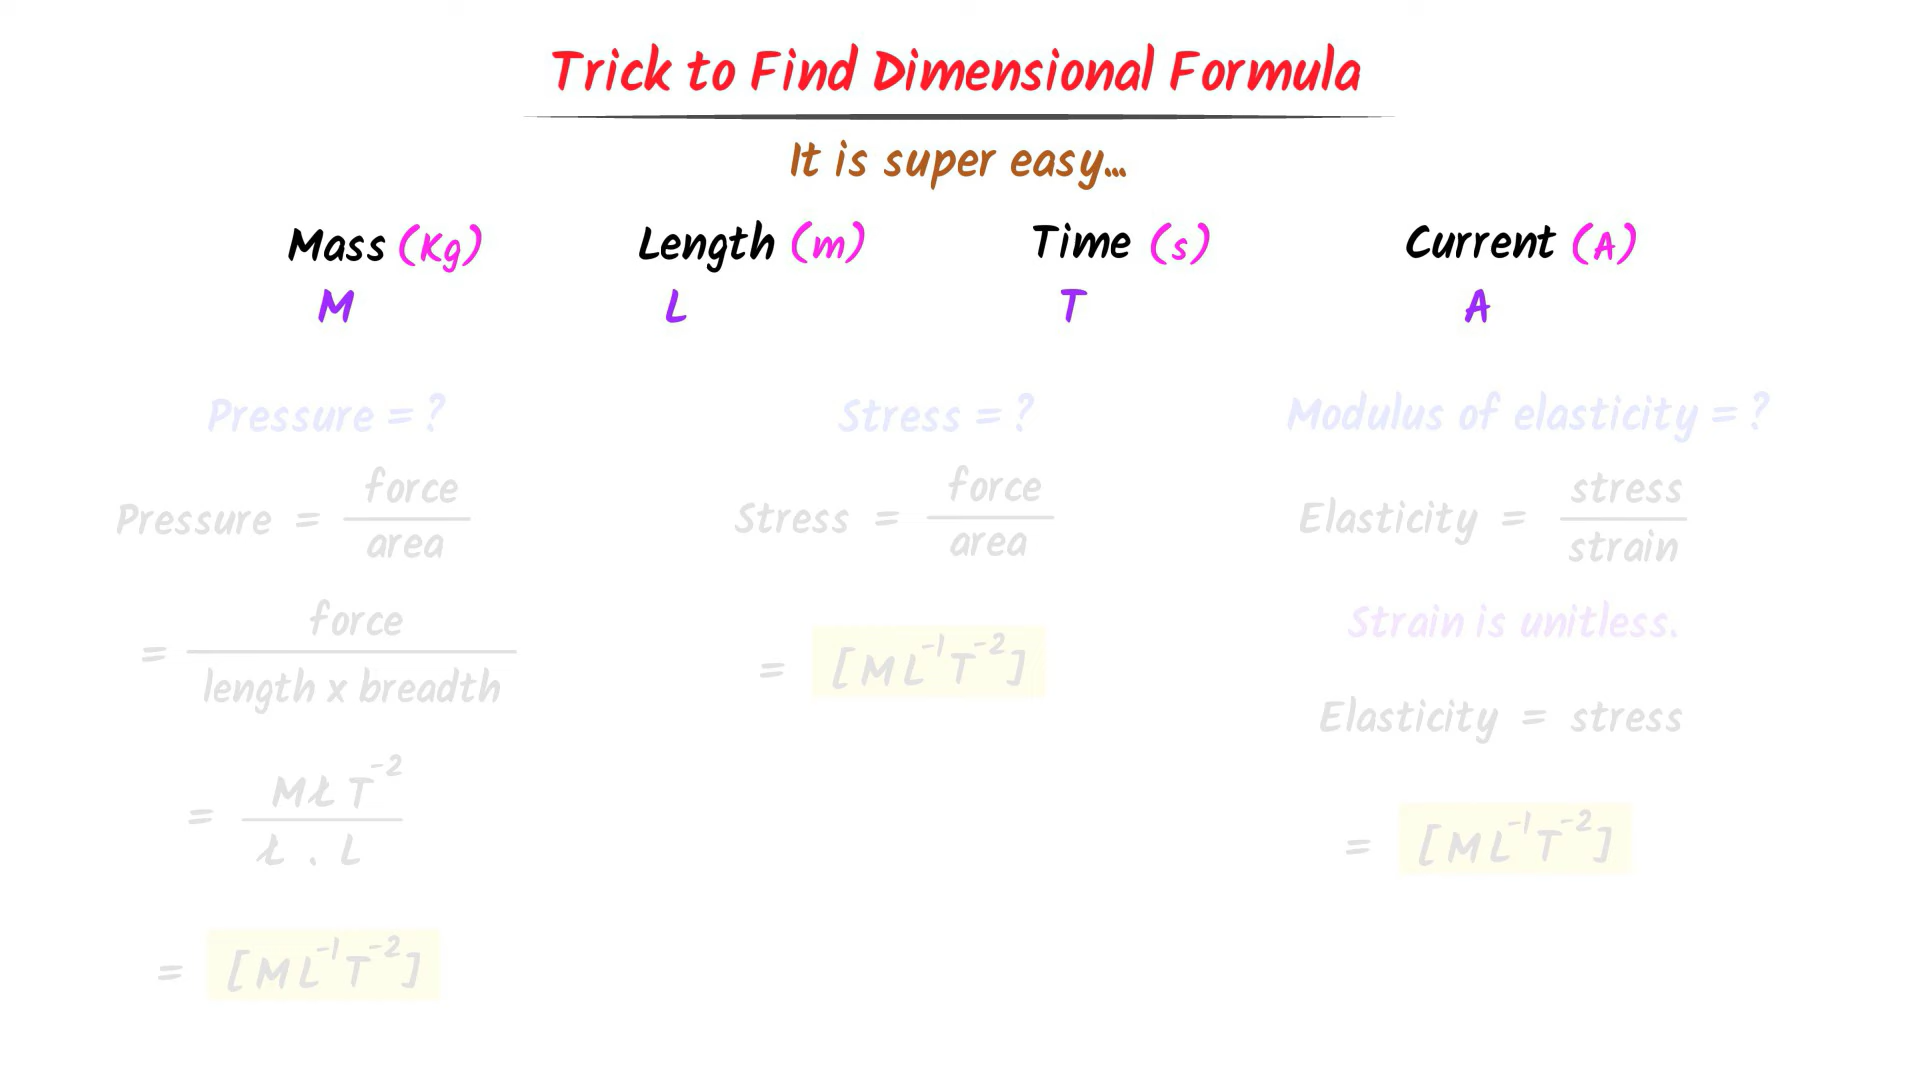 Trick to Find Dimensional Formula
It is super easy...
Mass (Kg) Length (m) Time (s) Current (A)
M L T A
Pressure = ? Stress = ? Modulus of elasticity = ?
Pressure = force/area Stress = force/area Elasticity = stress/strain
= force/length x breadth = [ML⁻¹T⁻²] Strain is unitless.
Elasticity = stress
= MLT⁻²/L . L = [ML⁻¹T⁻²]
= [ML⁻¹T⁻²]